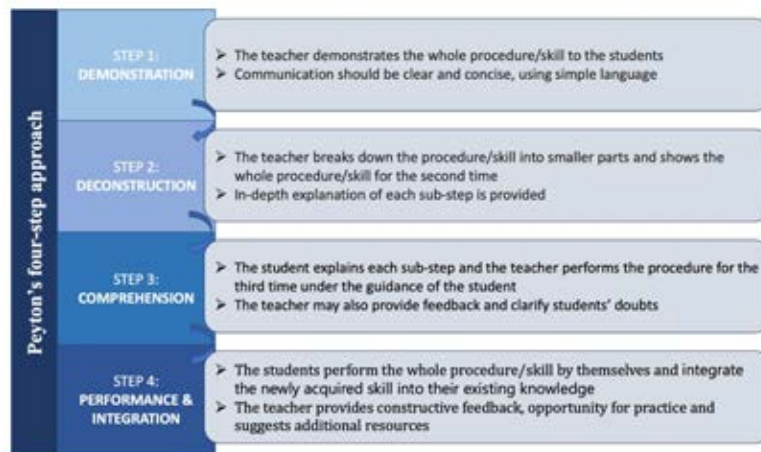 Peyton's four-step approach
STEP 1:
DEMONSTRATION
➢ The teacher demonstrates the whole procedure/skill to the students
➢ Communication should be clear and concise, using simple language
STEP 2:
DECONSTRUCTION
➢ The teacher breaks down the procedure/skill into smaller parts and shows the
whole procedure/skill for the second time
➢ In-depth explanation of each sub-step is provided
STEP 3:
COMPREHENSION
➢ The student explains each sub-step and the teacher performs the procedure for the
third time under the guidance of the student
➢ The teacher may also provide feedback and clarify students' doubts
STEP 4:
PERFORMANCE &
INTEGRATION
➢ The students perform the whole procedure/skill by themselves and integrate
the newly acquired skill into their existing knowledge
➢ The teacher provides constructive feedback, opportunity for practice and
suggests additional resources